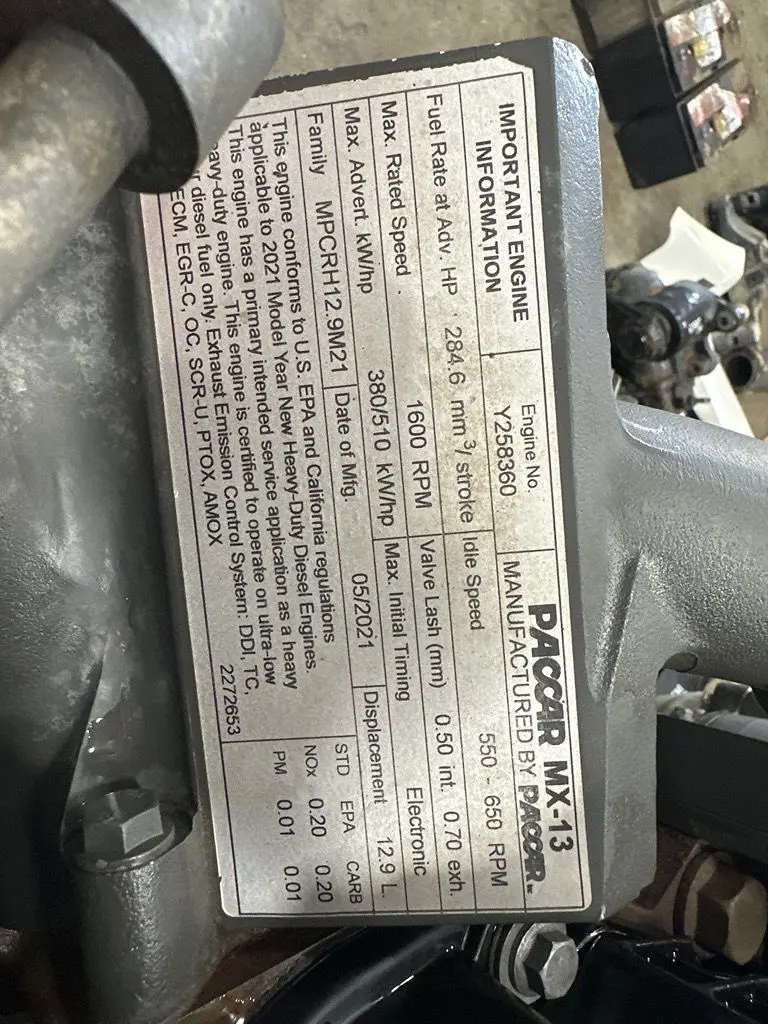 IMPORTANT ENGINE INFORMATION
Engine No. Y258360
PACCAR MX-13
MANUFACTURED BY PACCAR INC
Fuel Rate at Adv. HP 284.6 mm³/ stroke Idle Speed 550 - 650 RPM
Max. Rated Speed 1600 RPM Valve Lash (mm) 0.50 int. 0.70 exh.
Max. Advert. kW/hp 380/510 kW/hp Max. Initial Timing Electronic
Family MPCRH12.9M21 Date of Mfg. 05/2021 Displacement 12.9 L.
This engine conforms to U.S. EPA and California regulations
applicable to 2021 Model Year New Heavy-Duty Diesel Engines.
This engine has a primary intended service application as a heavy
eavy-duty engine. This engine is certified to operate on ultra-low
r diesel fuel only. Exhaust Emission Control System: DDI, TC,
ECM, EGR-C, OC, SCR-U, PTOX, AMOX
2272653
STD EPA CARB
NOx 0.20 0.20
PM 0.01 0.01